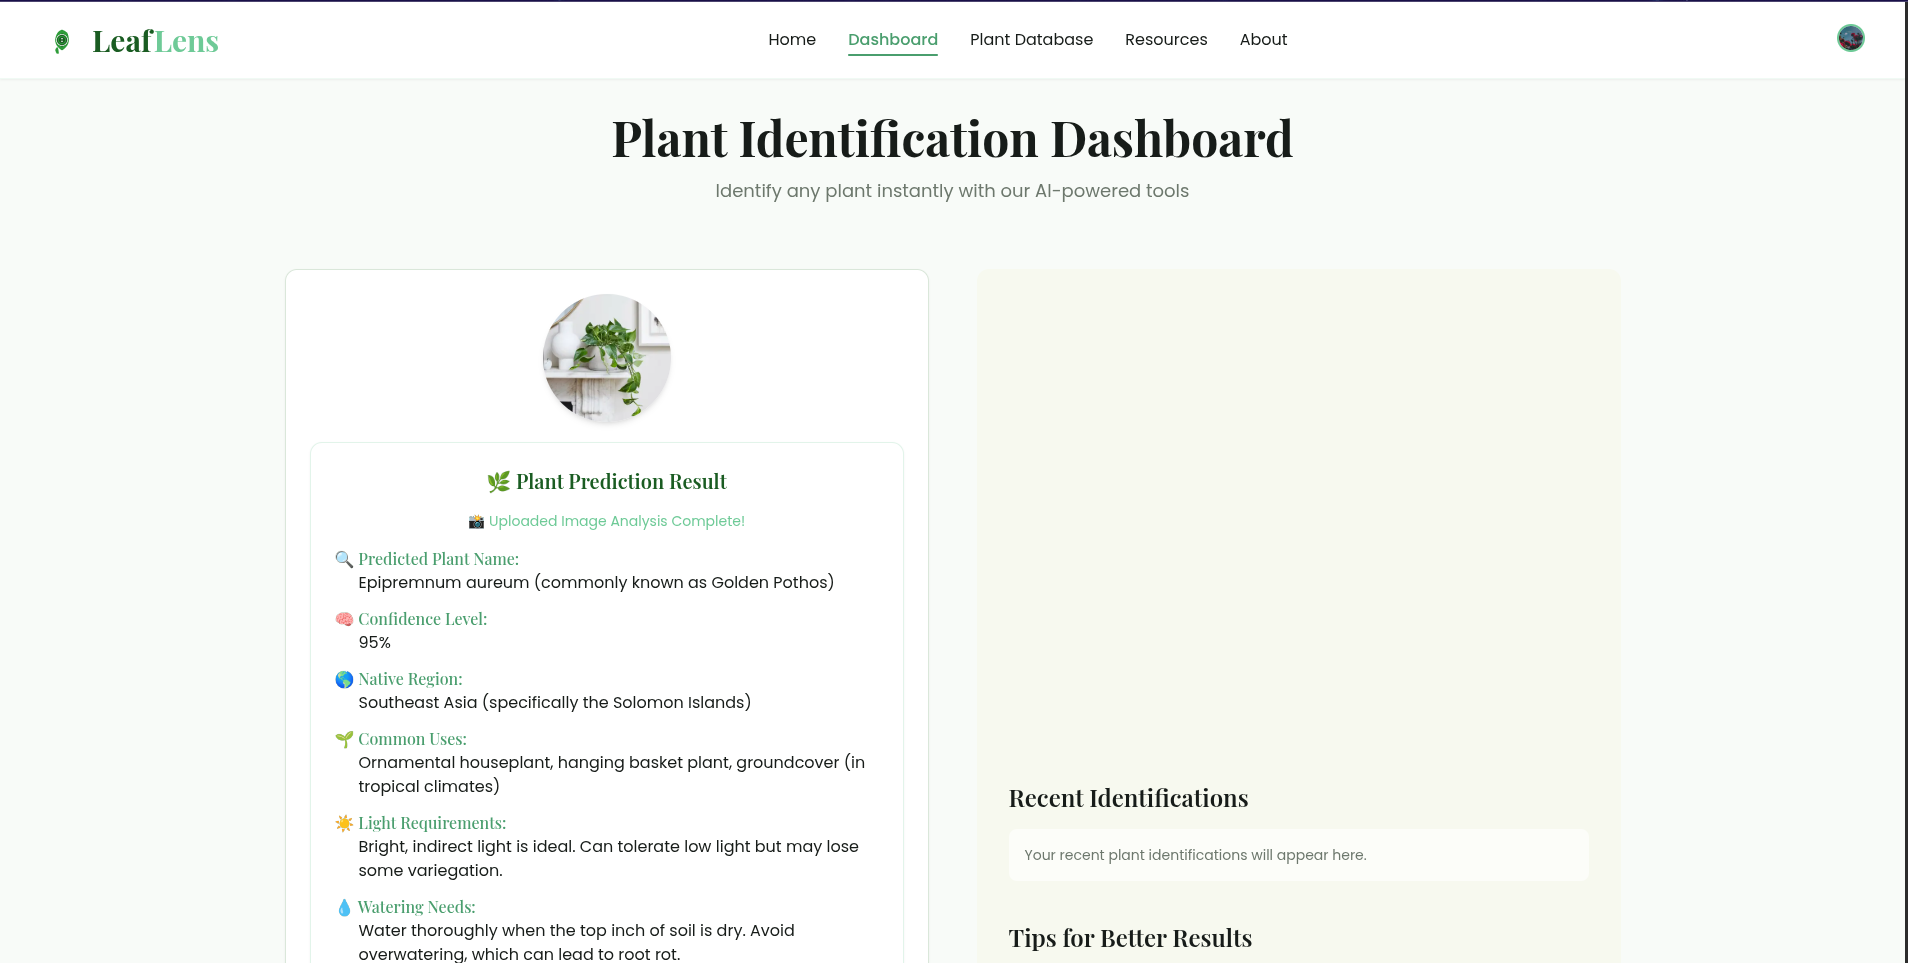 LeafLens
Home Dashboard Plant Database Resources About
Plant Identification Dashboard
Identify any plant instantly with our AI-powered tools
🌿 Plant Prediction Result
📸 Uploaded Image Analysis Complete!
🔍 Predicted Plant Name:
Epipremnum aureum (commonly known as Golden Pothos)
🧠 Confidence Level:
95%
🌎 Native Region:
Southeast Asia (specifically the Solomon Islands)
🌱 Common Uses:
Ornamental houseplant, hanging basket plant, groundcover (in
tropical climates)
☀️ Light Requirements:
Bright, indirect light is ideal. Can tolerate low light but may lose
some variegation.
💧 Watering Needs:
Water thoroughly when the top inch of soil is dry. Avoid
overwatering, which can lead to root rot.
Recent Identifications
Your recent plant identifications will appear here.
Tips for Better Results